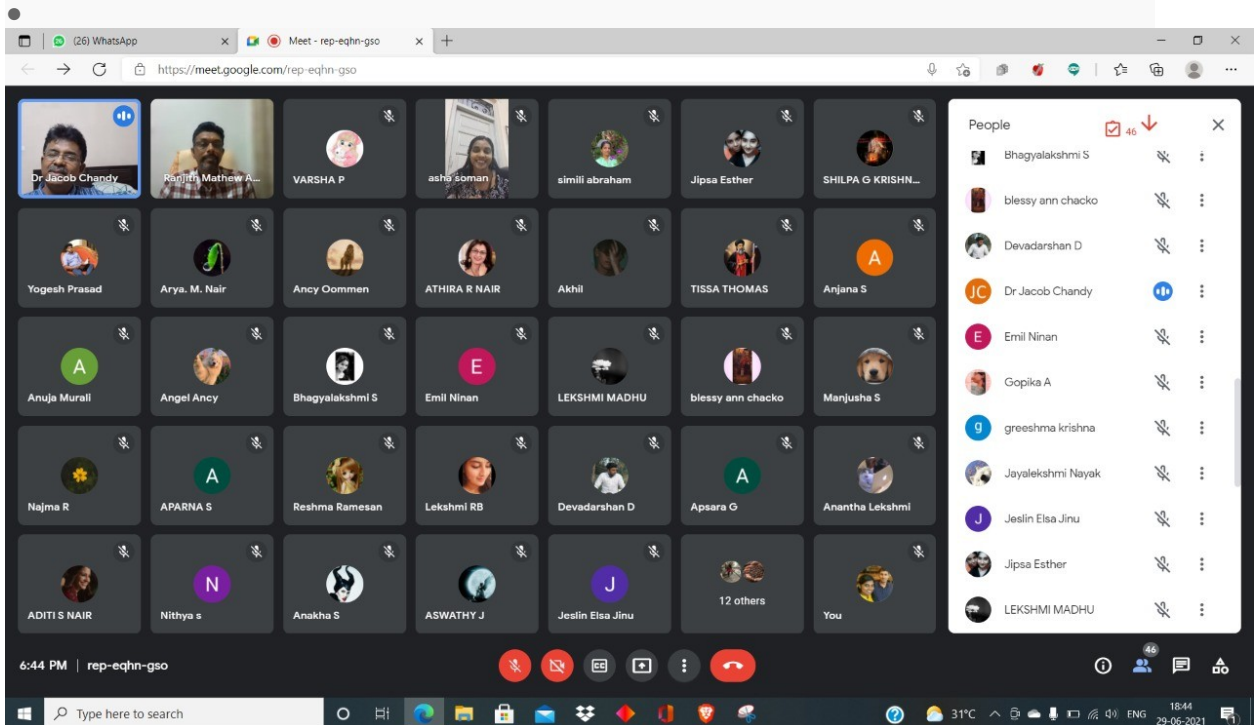 (26) WhatsApp
Meet - rep-eqhn-gso
https://meet.google.com/rep-eqhn-gso
Dr Jacob Chandy
Ranjith Mathew A...
VARSHA P
asha soman
simili abraham
Jipsa Esther
SHILPA G KRISHN...
Yogesh Prasad
Arya. M. Nair
Ancy Oommen
ATHIRA R NAIR
Akhil
TISSA THOMAS
A
Anjana S
A
Anuja Murali
Angel Ancy
Bhagyalakshmi S
E
Emil Ninan
LEKSHMI MADHU
blessy ann chacko
Manjusha S
Najma R
A
APARNA S
Reshma Ramesan
Lekshmi RB
Devadarshan D
A
Apsara G
Anantha Lekshmi
ADITI S NAIR
N
Nithya s
Anakha S
ASWATHY J
J
Jeslin Elsa Jinu
12 others
You
People
46
Bhagyalakshmi S
blessy ann chacko
Devadarshan D
JC Dr Jacob Chandy
E Emil Ninan
Gopika A
g greeshma krishna
Jayalekshmi Nayak
J Jeslin Elsa Jinu
Jipsa Esther
LEKSHMI MADHU
6:44 PM | rep-eqhn-gso
CC
46
Type here to search
31°C
ENG
18:44
29-06-2021